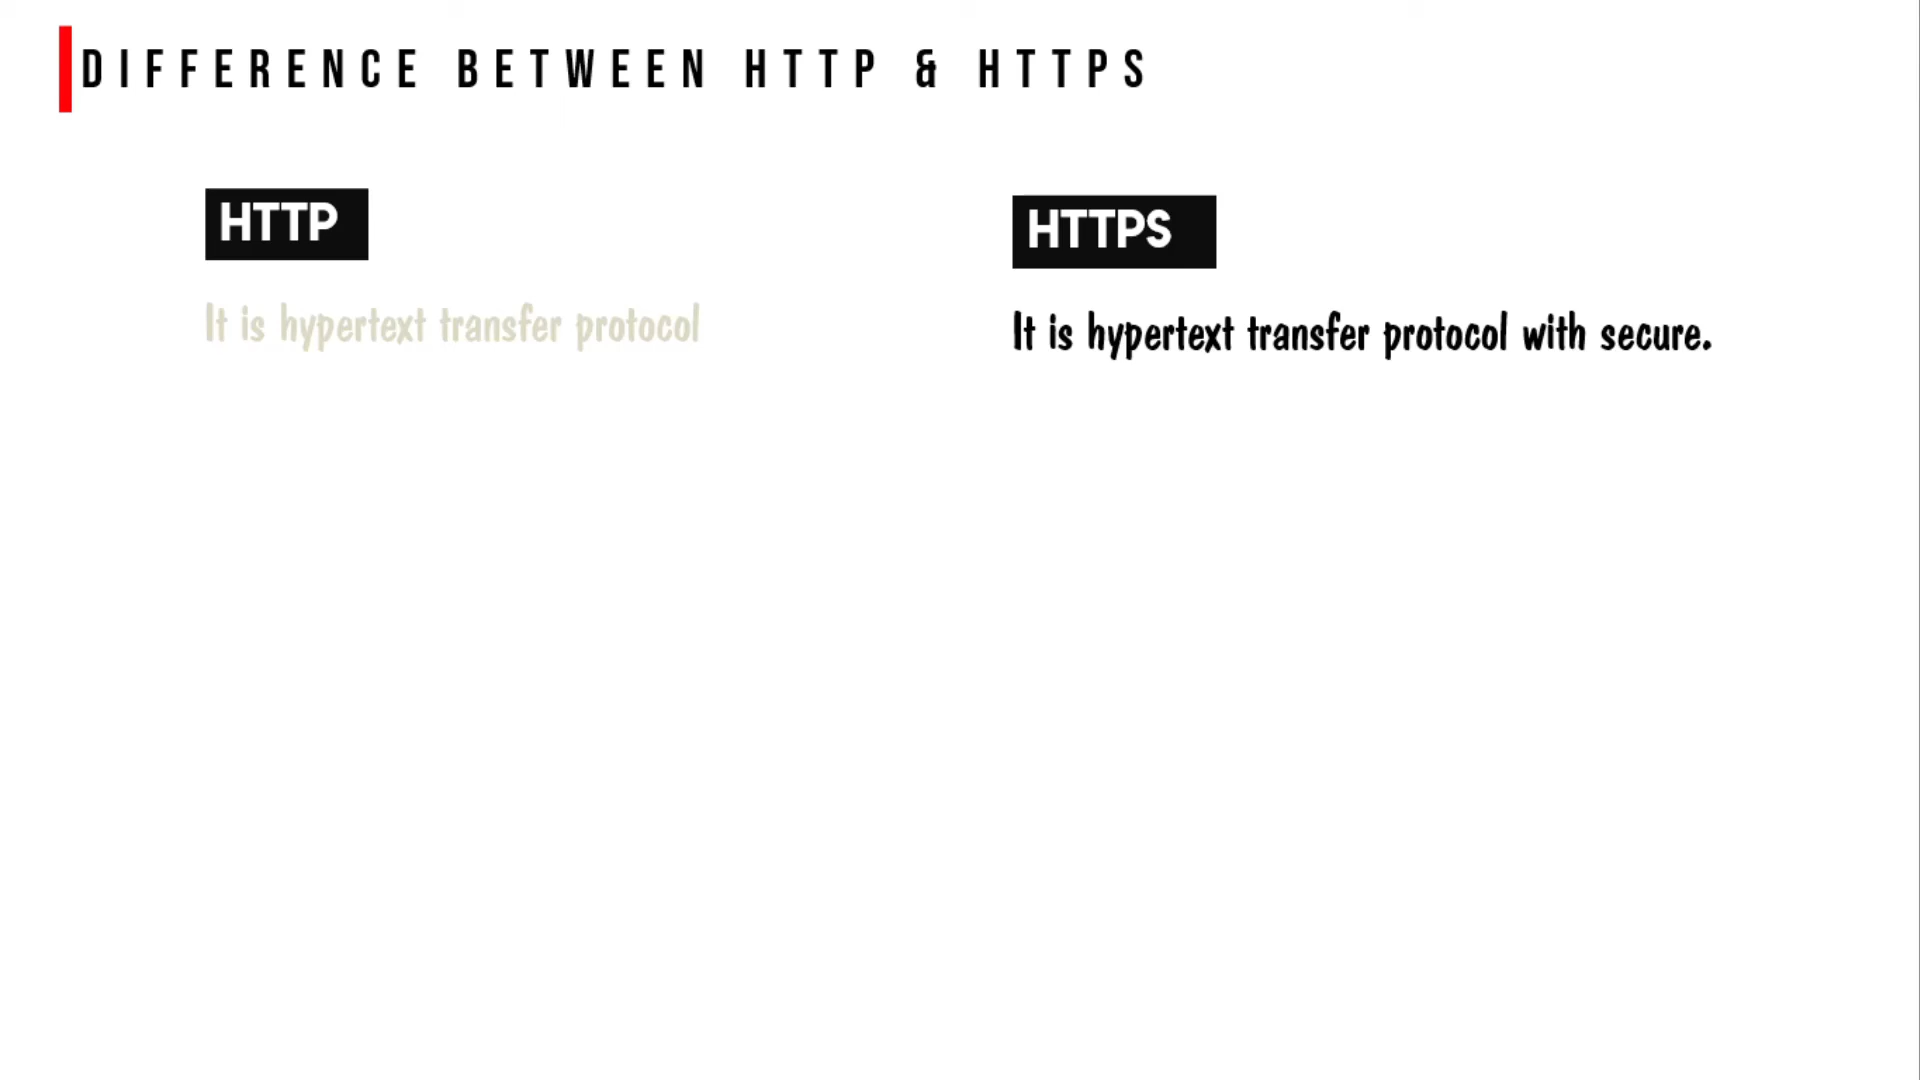 DIFFERENCE BETWEEN HTTP & HTTPS
HTTP
It is hypertext transfer protocol
HTTPS
It is hypertext transfer protocol with secure.